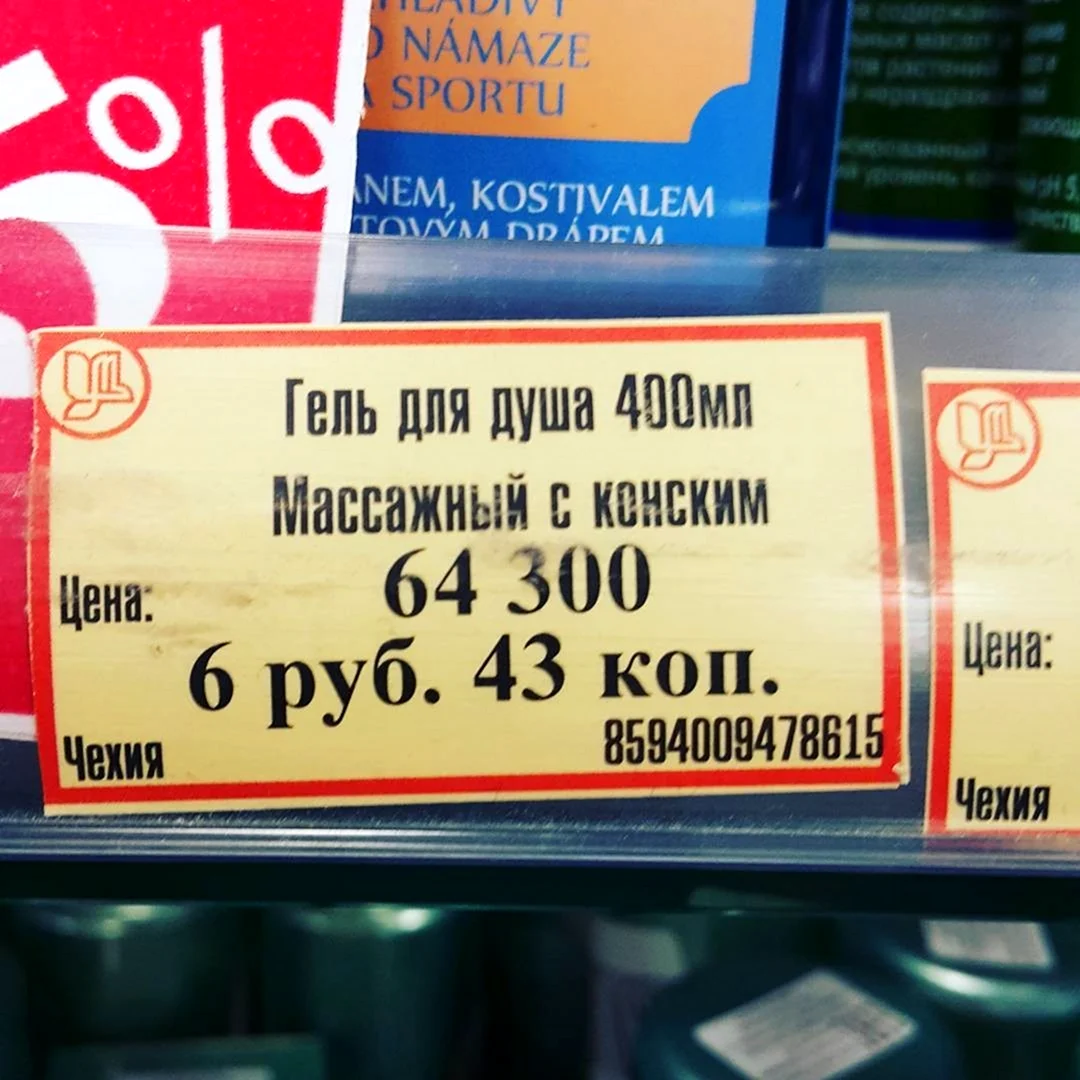 5%
NÁMAZE
SPORTU
KOSTIVALEM
Гель для душа 400мл
Массажный с конским
Цена:
64 300
6 руб. 43 коп.
Чехия
8594009478615
Цена:
Чехия